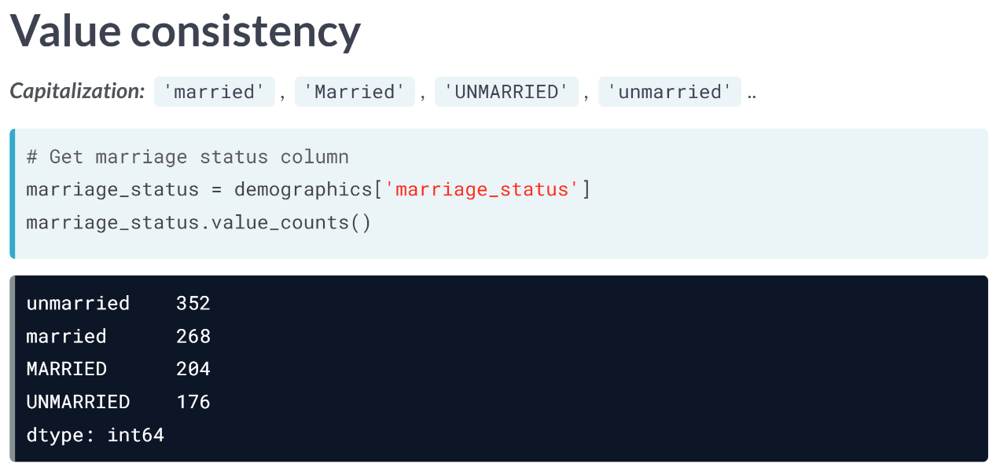 Value consistency
Capitalization: 'married' , 'Married' , 'UNMARRIED' , 'unmarried' ..
# Get marriage status column
marriage_status = demographics['marriage_status']
marriage_status.value_counts()
unmarried    352
married      268
MARRIED      204
UNMARRIED    176
dtype: int64